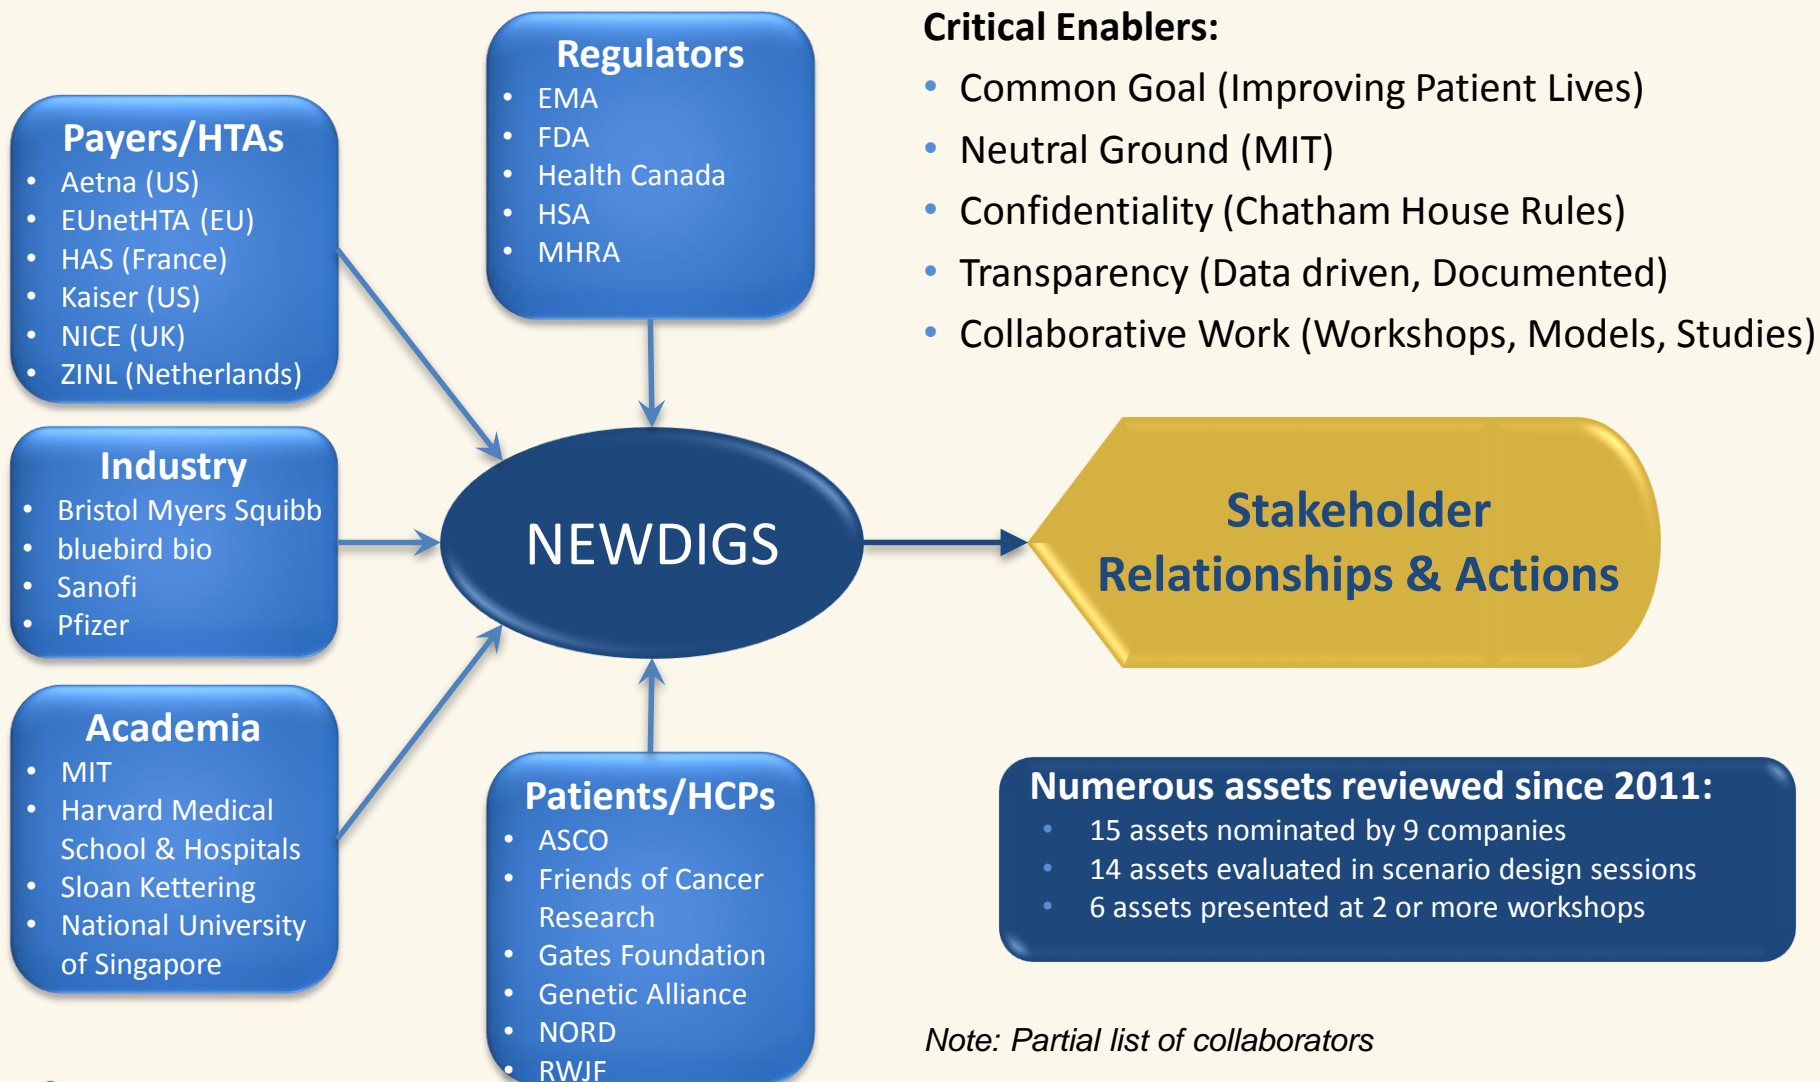 Payers/HTAs
• Aetna (US)
• EUnetHTA (EU)
• HAS (France)
• Kaiser (US)
• NICE (UK)
• ZINL (Netherlands)
Industry
• Bristol Myers Squibb
• bluebird bio
• Sanofi
• Pfizer
Academia
• MIT
• Harvard Medical
School & Hospitals
• Sloan Kettering
• National University
of Singapore
Regulators
• EMA
• FDA
• Health Canada
• HSA
• MHRA
NEWDIGS
Patients/HCPs
• ASCO
• Friends of Cancer
Research
• Gates Foundation
• Genetic Alliance
• NORD
• RWJF
Critical Enablers:
• Common Goal (Improving Patient Lives)
• Neutral Ground (MIT)
• Confidentiality (Chatham House Rules)
• Transparency (Data driven, Documented)
• Collaborative Work (Workshops, Models, Studies)
Stakeholder
Relationships & Actions
Numerous assets reviewed since 2011:
• 15 assets nominated by 9 companies
• 14 assets evaluated in scenario design sessions
• 6 assets presented at 2 or more workshops
Note: Partial list of collaborators